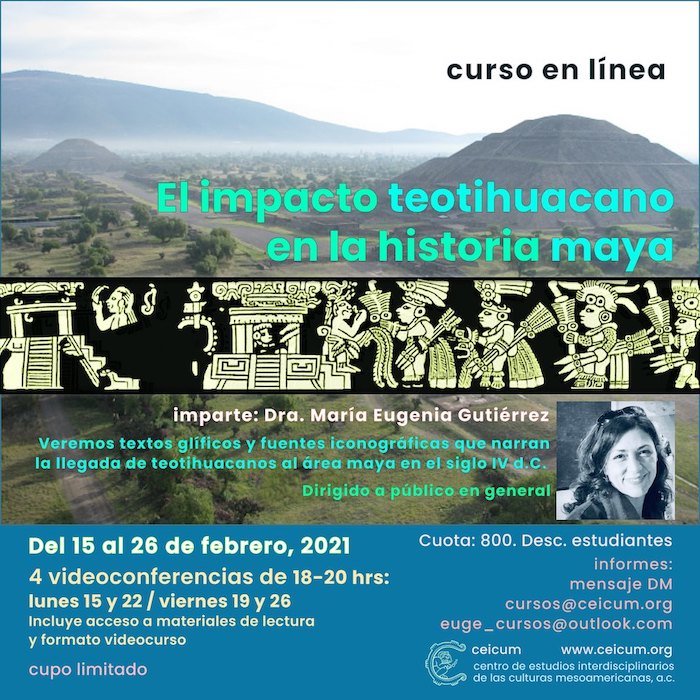 curso en línea
El impacto teotihuacano
en la historia maya
imparte: Dra. María Eugenia Gutiérrez
Veremos textos glíficos y fuentes iconográficas que narran
la llegada de teotihuacanos al área maya en el siglo IV d.C.
Dirigido a público en general
Del 15 al 26 de febrero, 2021
4 videoconferencias de 18-20 hrs:
lunes 15 y 22 / viernes 19 y 26
Incluye acceso a materiales de lectura
y formato videocurso
cupo limitado
Cuota: 800. Desc. estudiantes
informes:
mensaje DM
cursos@ceicum.org
euge_cursos@outlook.com
ceicum www.ceicum.org
centro de estudios interdisciplinarios
de las culturas mesoamericanas, a.c.